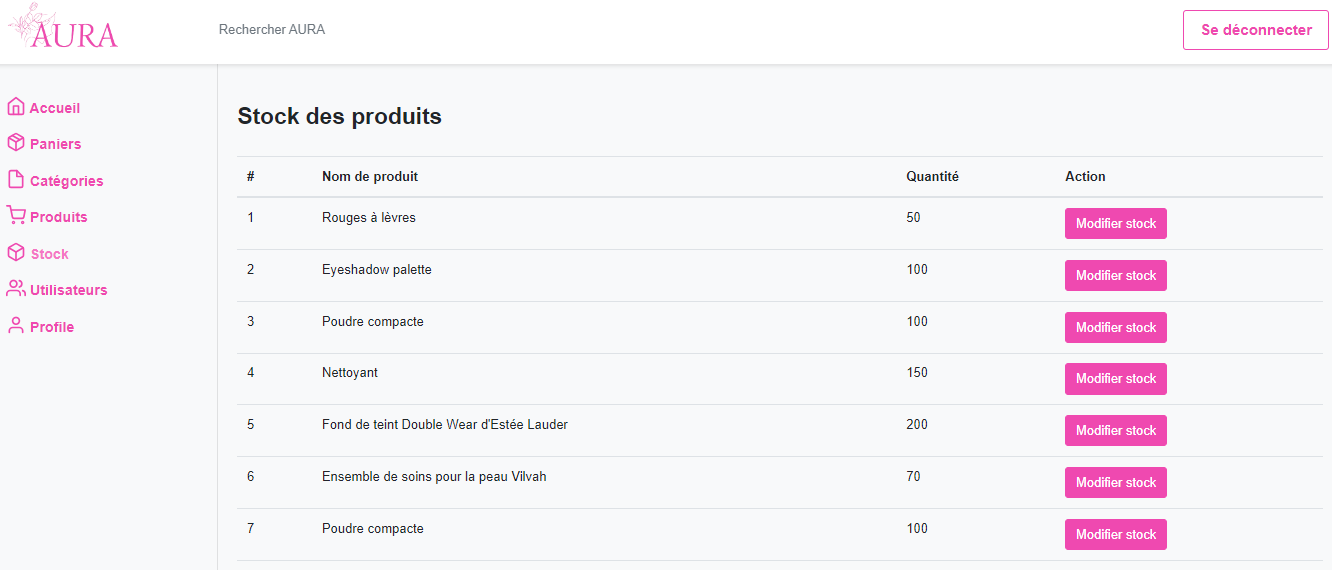 AURA
Rechercher AURA
Se déconnecter
Accueil
Paniers
Catégories
Produits
Stock
Utilisateurs
Profile
Stock des produits
# Nom de produit Quantité Action
1 Rouges à lèvres 50 Modifier stock
2 Eyeshadow palette 100 Modifier stock
3 Poudre compacte 100 Modifier stock
4 Nettoyant 150 Modifier stock
5 Fond de teint Double Wear d'Estée Lauder 200 Modifier stock
6 Ensemble de soins pour la peau Vilvah 70 Modifier stock
7 Poudre compacte 100 Modifier stock